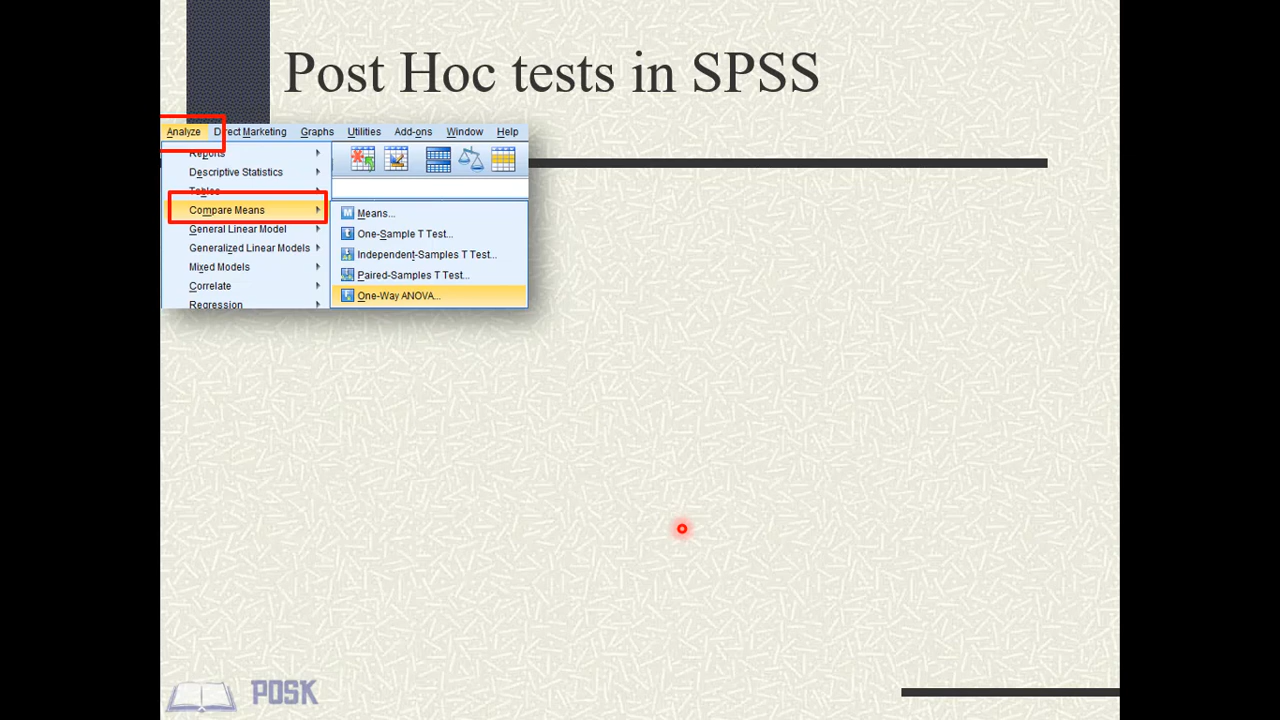 Post Hoc tests in SPSS
Analyze Direct Marketing Graphs Utilities Add-ons Window Help
Reports
Descriptive Statistics
Tables
Compare Means
General Linear Model
Generalized Linear Models
Mixed Models
Correlate
Regression
Means...
One-Sample T Test...
Independent-Samples T Test...
Paired-Samples T Test...
One-Way ANOVA...
POSK